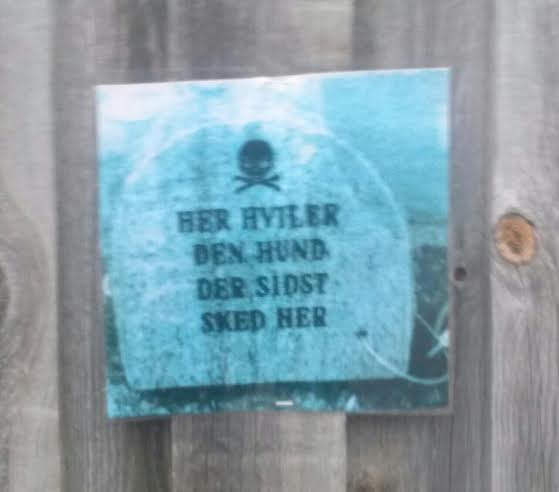 HER HVILER
DEN HUND
DER SIDST
SKED HER